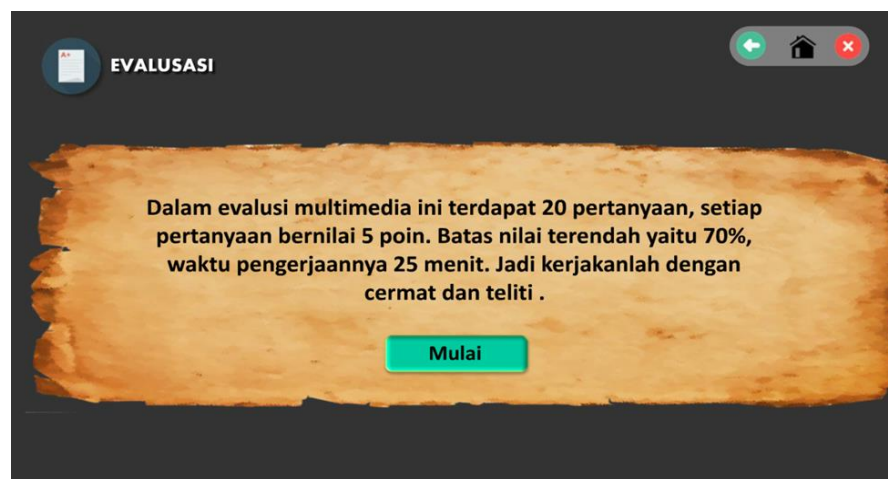 A+
EVALUSASI
Dalam evalusi multimedia ini terdapat 20 pertanyaan, setiap
pertanyaan bernilai 5 poin. Batas nilai terendah yaitu 70%,
waktu pengerjaannya 25 menit. Jadi kerjakanlah dengan
cermat dan teliti .
Mulai